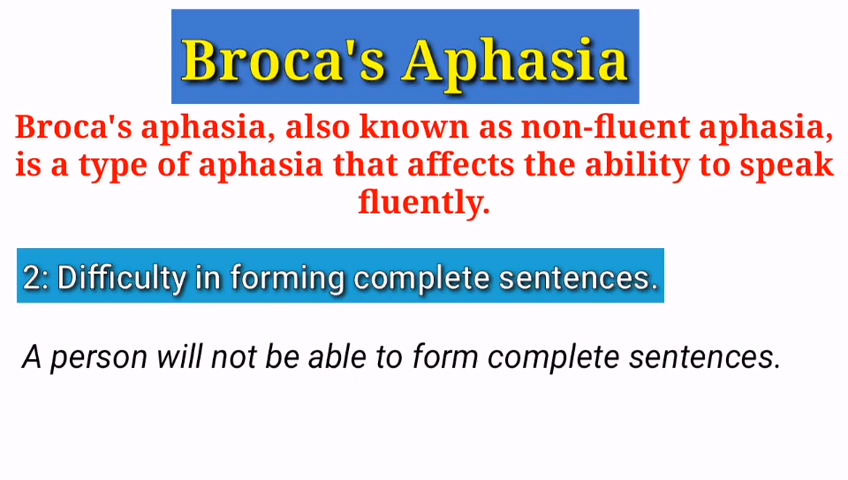 Broca's Aphasia
Broca's aphasia, also known as non-fluent aphasia,
is a type of aphasia that affects the ability to speak
fluently.
2: Difficulty in forming complete sentences.
A person will not be able to form complete sentences.